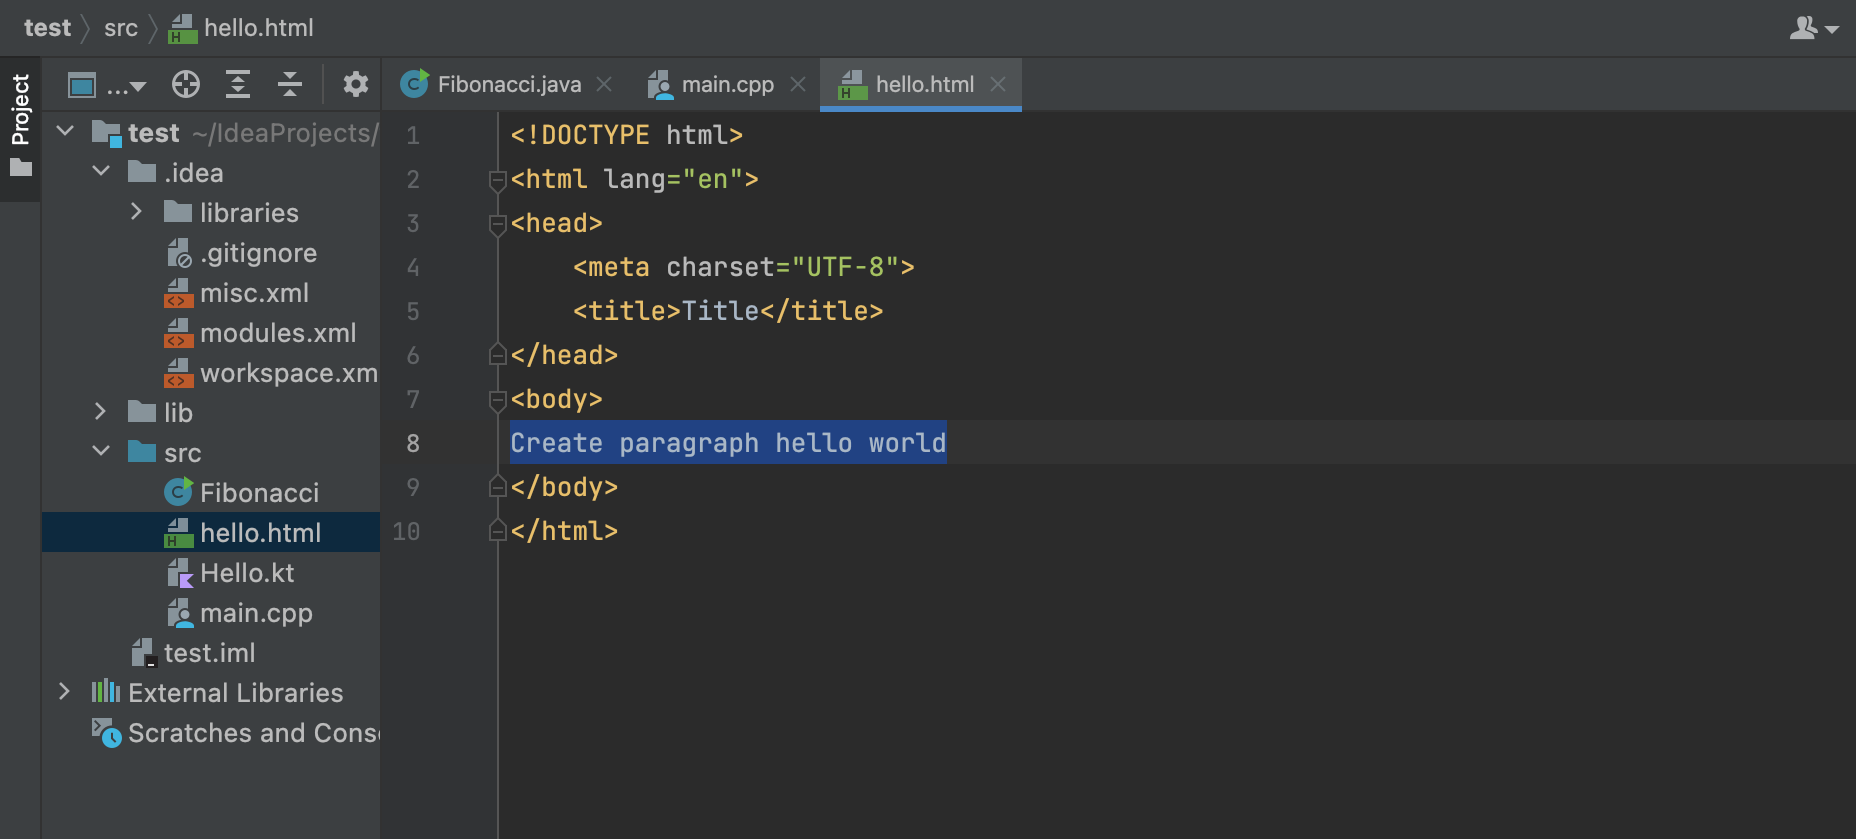 test src hello.html
Project
...
Fibonacci.java main.cpp hello.html
test ~/IdeaProjects/
.idea
libraries
.gitignore
misc.xml
modules.xml
workspace.xm
lib
src
Fibonacci
hello.html
Hello.kt
main.cpp
test.iml
External Libraries
Scratches and Conso
1 <!DOCTYPE html>
2 <html lang="en">
3 <head>
4 <meta charset="UTF-8">
5 <title>Title</title>
6 </head>
7 <body>
8 Create paragraph hello world
9 </body>
10 </html>